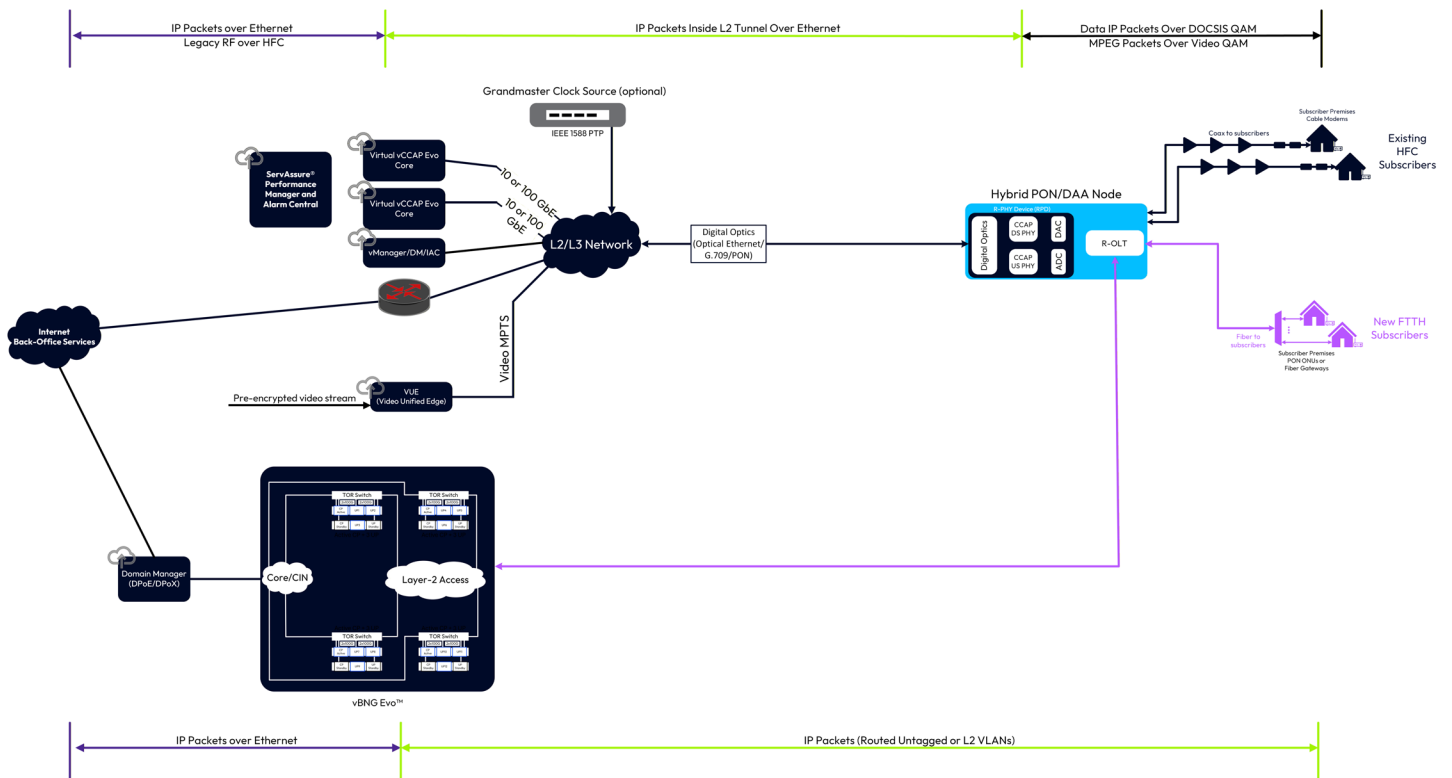 IP Packets over Ethernet
Legacy RF over HFC
IP Packets Inside L2 Tunnel Over Ethernet
Data IP Packets Over DOCSIS QAM
MPEG Packets Over Video QAM
Grandmaster Clock Source (optional)
IEEE 1588 PTP
ServAssure®
Performance
Manager and
Alarm Central
Virtual vCCAP Evo
Core
Virtual vCCAP Evo
Core
vManager/DM/IAC
10 or 100 GbE
10 or 100
GbE
L2/L3 Network
Digital Optics
(Optical Ethernet/
G.709/PON)
Hybrid PON/DAA Node
R-PHY Device (RPD)
Digital Optics
CCAP
DS PHY
DAC
CCAP
US PHY
ADC
R-OLT
Coax to subscribers
Subscriber Premises
Cable Modems
Existing
HFC
Subscribers
Fiber to
subscribers
Subscriber Premises
PON ONUs or
Fiber Gateways
New FTTH
Subscribers
Internet
Back-Office Services
Video MPTS
Pre-encrypted video stream
VUE
(Video Unified Edge)
Domain Manager
(DPoE/DPoX)
TOR Switch
TOR Switch
Core/CIN
Layer-2 Access
TOR Switch
TOR Switch
vBNG Evo™
IP Packets over Ethernet
IP Packets (Routed Untagged or L2 VLANs)